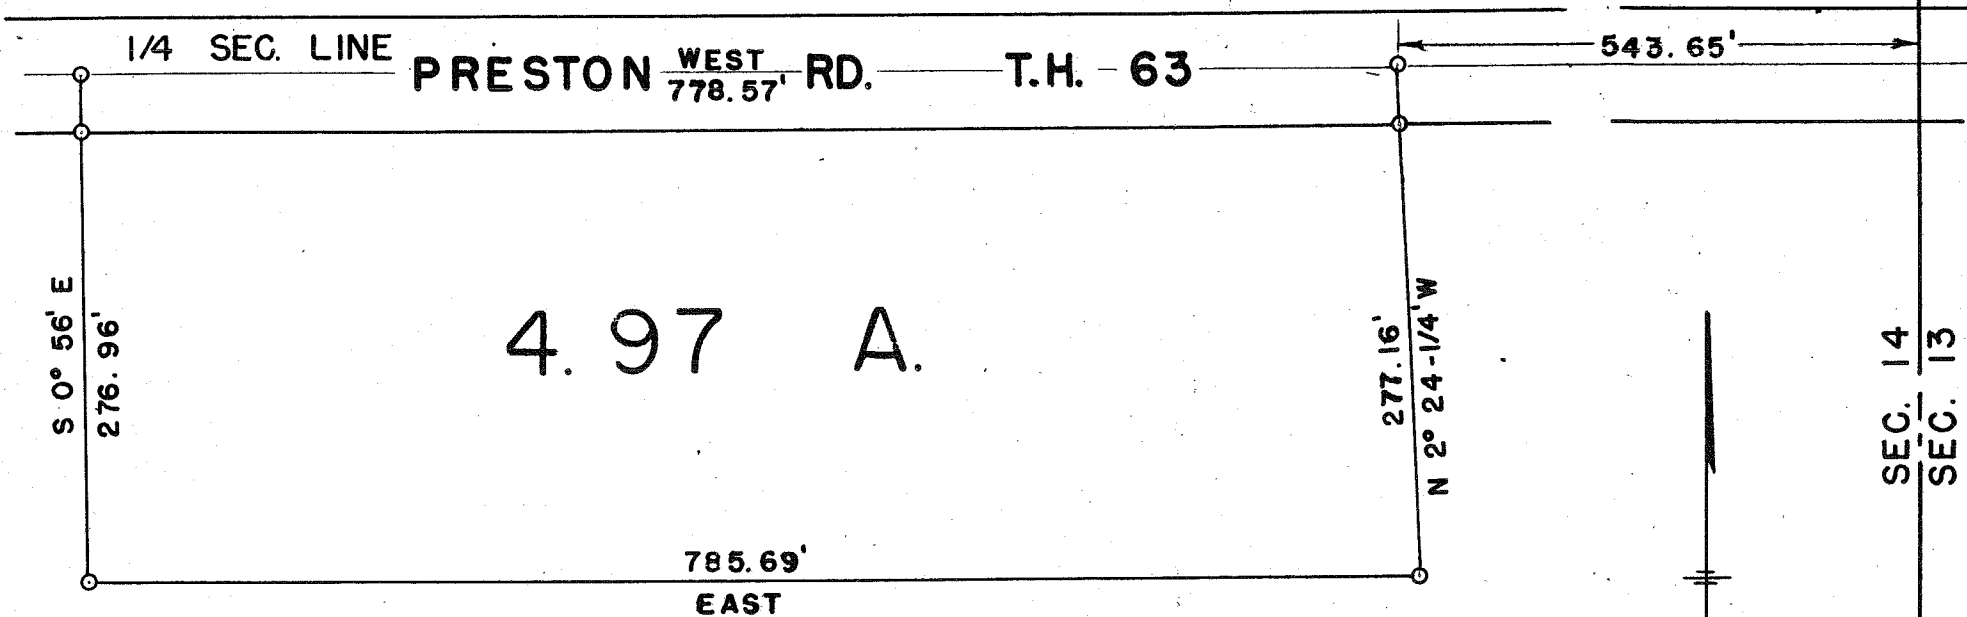 1/4 SEC. LINE
PRESTON WEST RD. T.H. 63
778.57'
543.65'
S 0° 56' E
276.96'
4.97 A.
277.16'
N 2° 24-1/4' W
SEC. 14
SEC. 13
785.69'
EAST